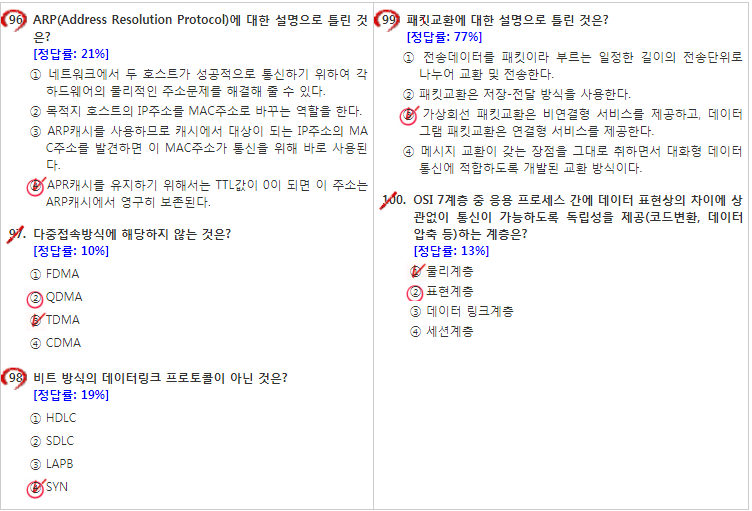 96. ARP(Address Resolution Protocol)에 대한 설명으로 틀린 것
은?
[정답률: 21%]
① 네트워크에서 두 호스트가 성공적으로 통신하기 위하여 각
하드웨어의 물리적인 주소문제를 해결해 줄 수 있다.
② 목적지 호스트의 IP주소를 MAC주소로 바꾸는 역할을 한다.
③ ARP캐시를 사용하므로 캐시에서 대상이 되는 IP주소의 MA
C주소를 발견하면 이 MAC주소가 통신을 위해 바로 사용된
다.
④ APR캐시를 유지하기 위해서는 TTL값이 0이 되면 이 주소는
ARP캐시에서 영구히 보존된다.
97. 다중접속방식에 해당하지 않는 것은?
[정답률: 10%]
① FDMA
② QDMA
③ TDMA
④ CDMA
98. 비트 방식의 데이터링크 프로토콜이 아닌 것은?
[정답률: 19%]
① HDLC
② SDLC
③ LAPB
④ SYN
99. 패킷교환에 대한 설명으로 틀린 것은?
[정답률: 77%]
① 전송데이터를 패킷이라 부르는 일정한 길이의 전송단위로
나누어 교환 및 전송한다.
② 패킷교환은 저장-전달 방식을 사용한다.
③ 가상회선 패킷교환은 비연결형 서비스를 제공하고, 데이터
그램 패킷교환은 연결형 서비스를 제공한다.
④ 메시지 교환이 갖는 장점을 그대로 취하면서 대화형 데이터
통신에 적합하도록 개발된 교환 방식이다.
100. OSI 7계층 중 응용 프로세스 간에 데이터 표현상의 차이에 상
관없이 통신이 가능하도록 독립성을 제공(코드변환, 데이터
압축 등)하는 계층은?
[정답률: 13%]
① 물리계층
② 표현계층
③ 데이터 링크계층
④ 세션계층